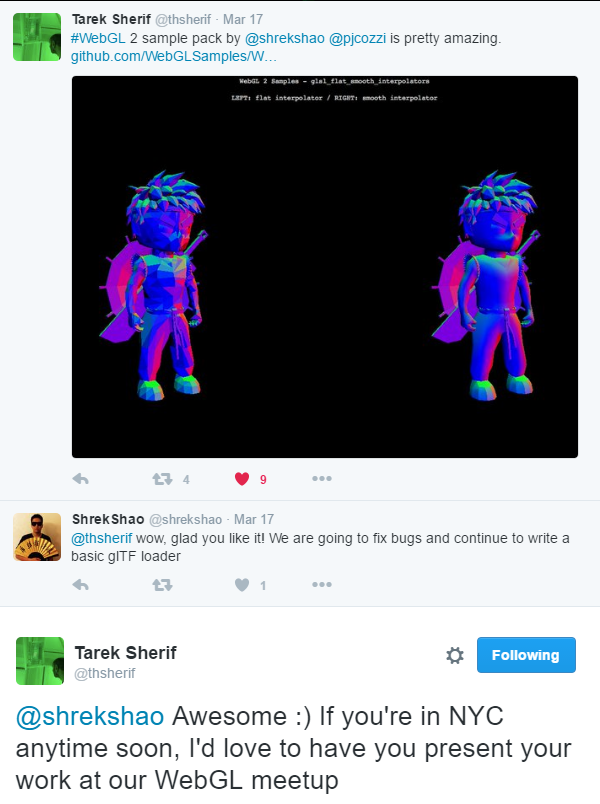 Tarek Sherif @thsherif · Mar 17
#WebGL 2 sample pack by @shrekshao @pjcozzi is pretty amazing.
github.com/WebGLSamples/W…
WebGL 2 Samples - glsl_flat_smooth_interpolators
LEFT: flat interpolator / RIGHT: smooth interpolator
4 9
ShrekShao @shrekshao · Mar 17
@thsherif wow, glad you like it! We are going to fix bugs and continue to write a
basic glTF loader
1
Tarek Sherif
@thsherif
Following
@shrekshao Awesome :) If you're in NYC
anytime soon, I'd love to have you present your
work at our WebGL meetup